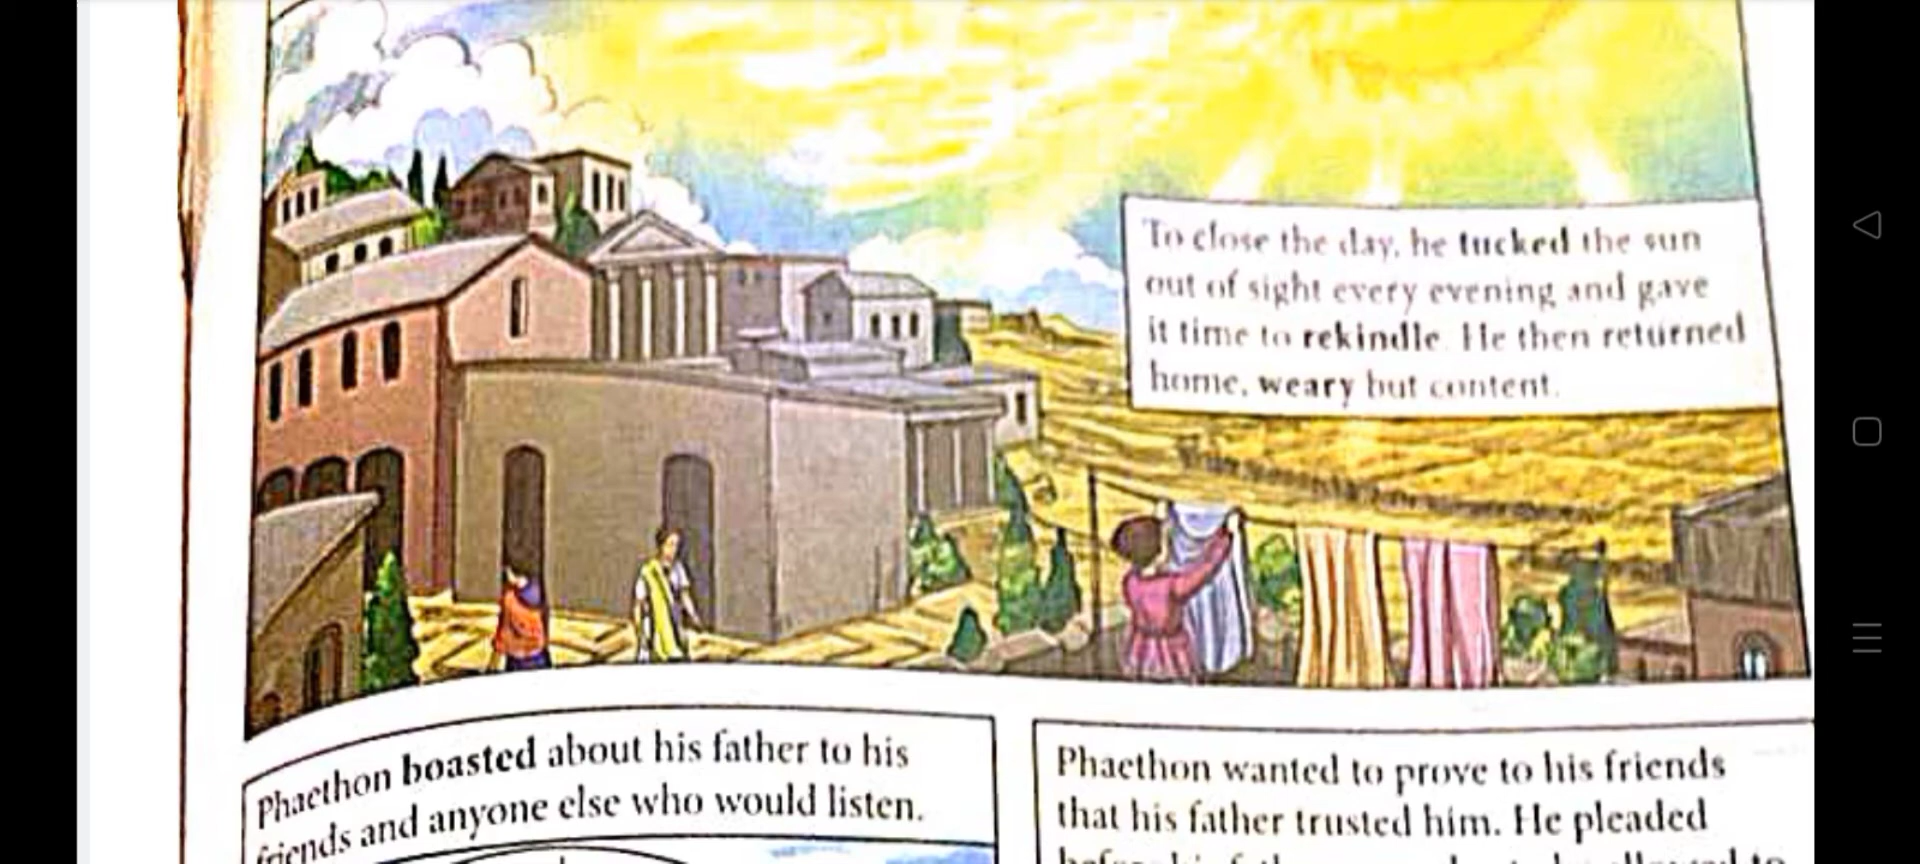 To close the day, he tucked the sun
out of sight every evening and gave
it time to rekindle. He then returned
home, weary but content.
Phaethon boasted about his father to his
friends and anyone else who would listen.
Phaethon wanted to prove to his friends
that his father trusted him. He pleaded